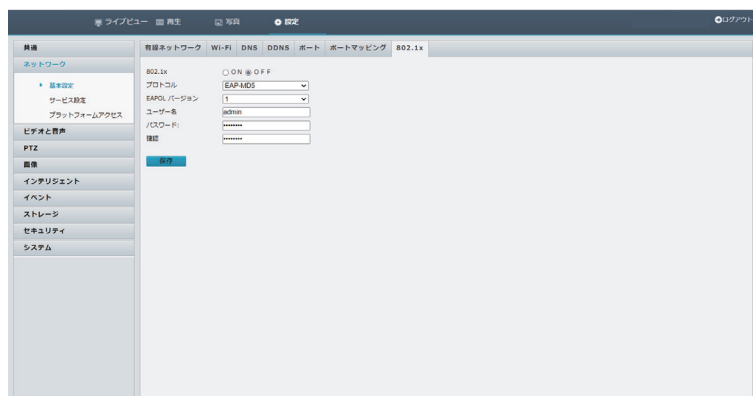 ライブビュー 再生 写真 設定 ログアウト
共通
ネットワーク
基本設定
サービス設定
プラットフォームアクセス
ビデオと音声
PTZ
画像
インテリジェント
イベント
ストレージ
セキュリティ
システム
有線ネットワーク Wi-Fi DNS DDNS ポート ポートマッピング 802.1x
802.1x ON OFF
プロトコル EAP-MD5
EAPOL バージョン 1
ユーザー名 admin
パスワード: ••••••••
確認 ••••••••
保存